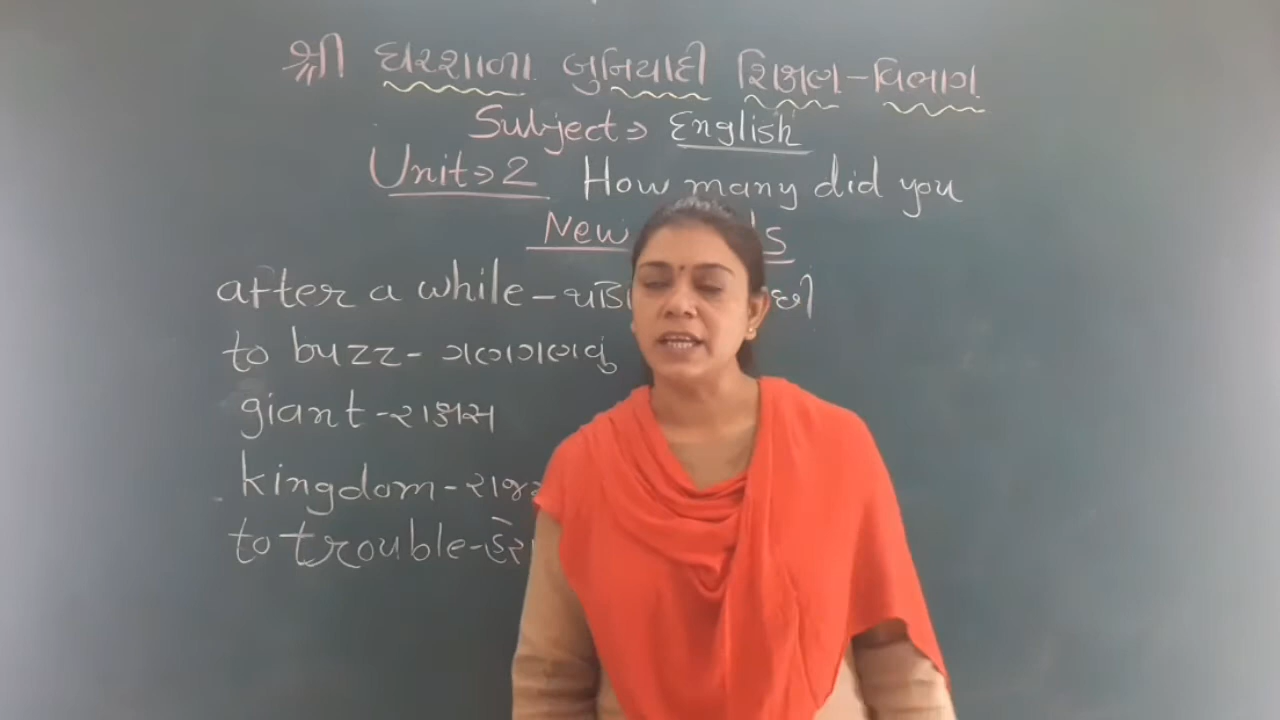 શ્રી ધારશાળા બુનિયાદી શિક્ષણ-વિભાગ
Subject → English
Unit → 2 How many did you
New
after a while -
to buzz - ગણગણવું
giant - રાક્ષસ
kingdom -
to trouble -